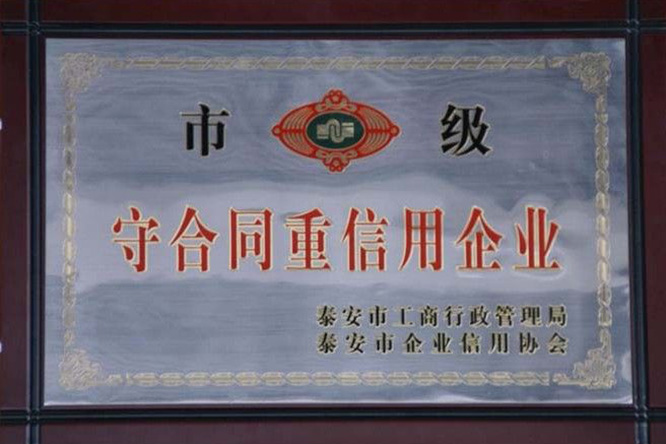 市 级
守合同重信用企业
泰安市工商行政管理局
泰安市企业信用协会